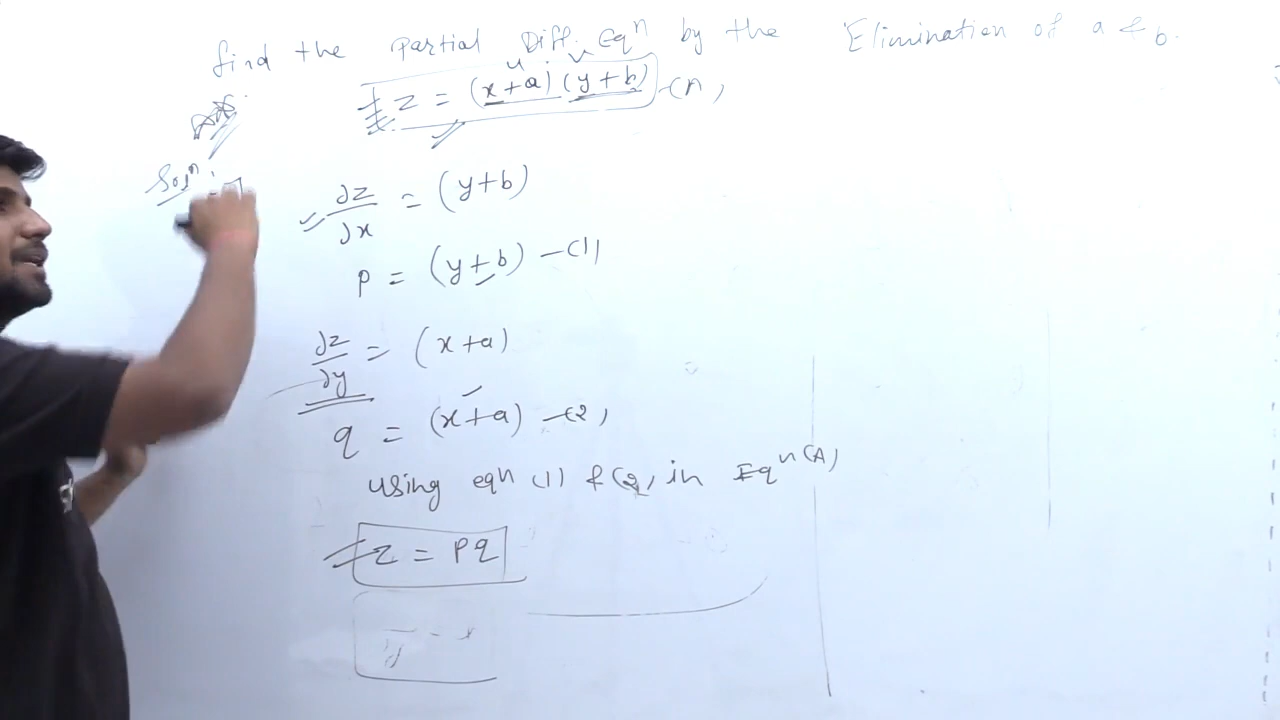 find the Partial Diff. Eqⁿ by the Elimination of a & b.
z = (x+a) (y+b) -(A)
u v
Solⁿ:
∂z/∂x = (y+b)
p = (y+b) -(1)
∂z/∂y = (x+a)
q = (x+a) -(2)
using eqⁿ (1) & (2) in Eqⁿ(A)
z = pq